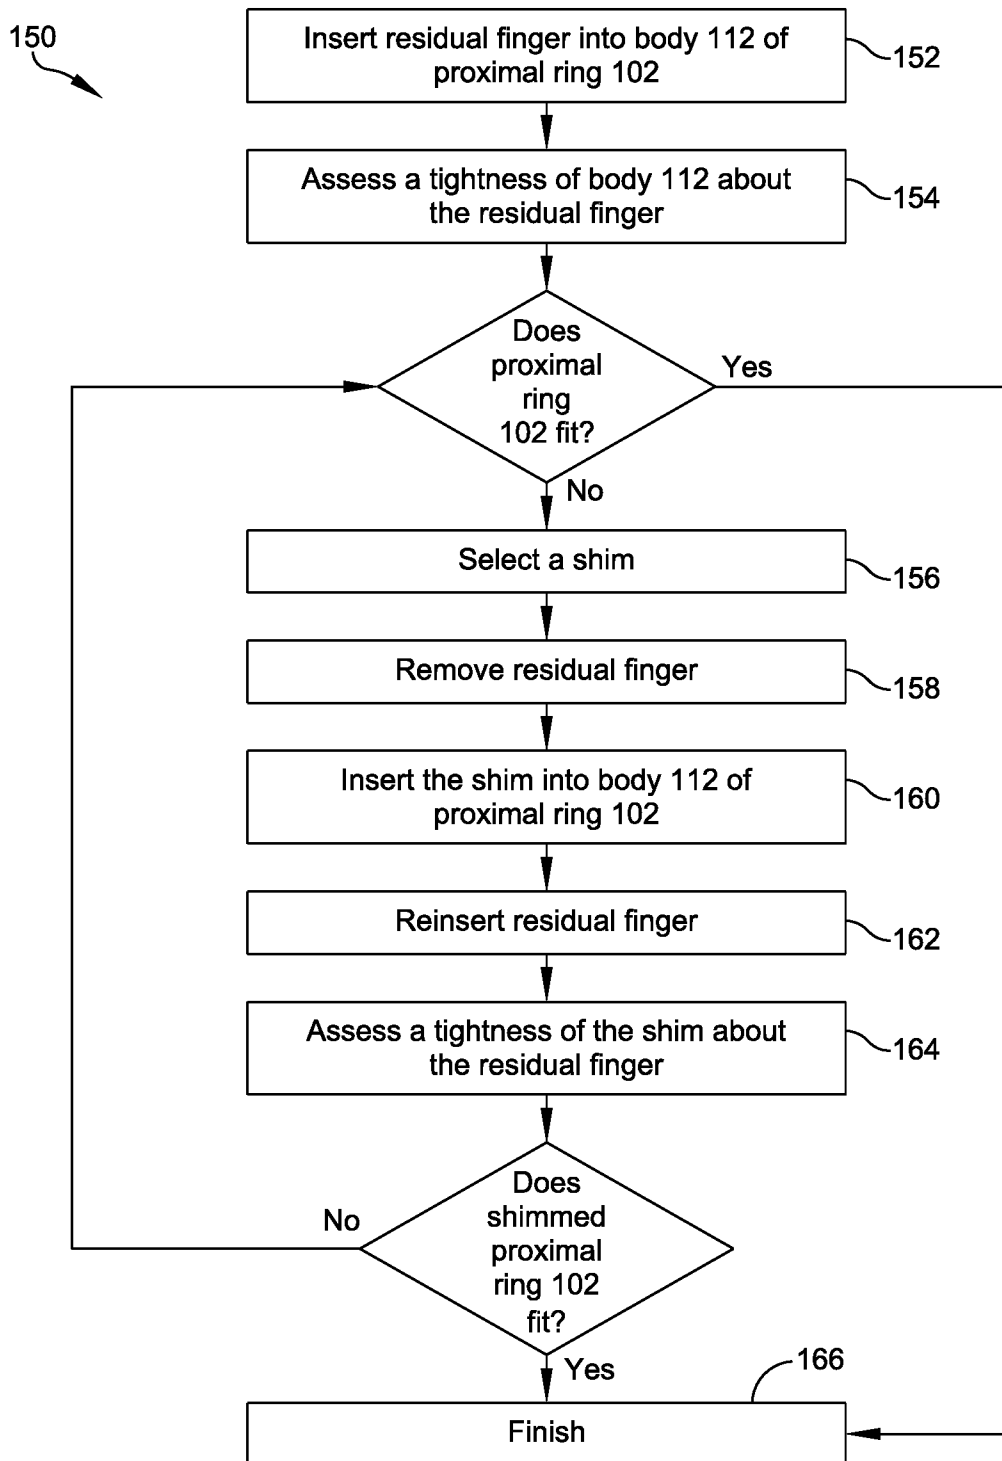 150
Insert residual finger into body 112 of
proximal ring 102
152
Assess a tightness of body 112 about
the residual finger
154
Does
proximal
ring
102 fit?
Yes
No
Select a shim
156
Remove residual finger
158
Insert the shim into body 112 of
proximal ring 102
160
Reinsert residual finger
162
Assess a tightness of the shim about
the residual finger
164
Does
shimmed
proximal
ring 102
fit?
No
Yes
166
Finish